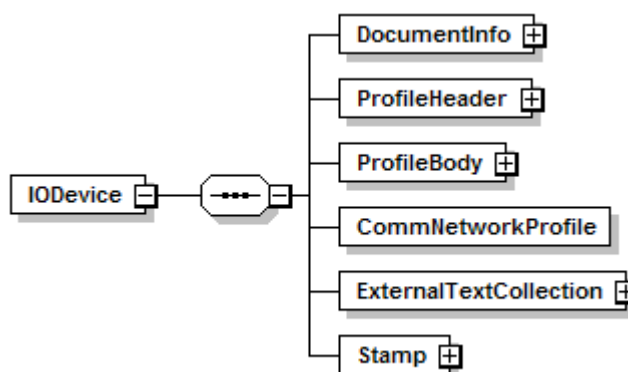 DocumentInfo
ProfileHeader
ProfileBody
IODevice
CommNetworkProfile
ExternalTextCollection
Stamp